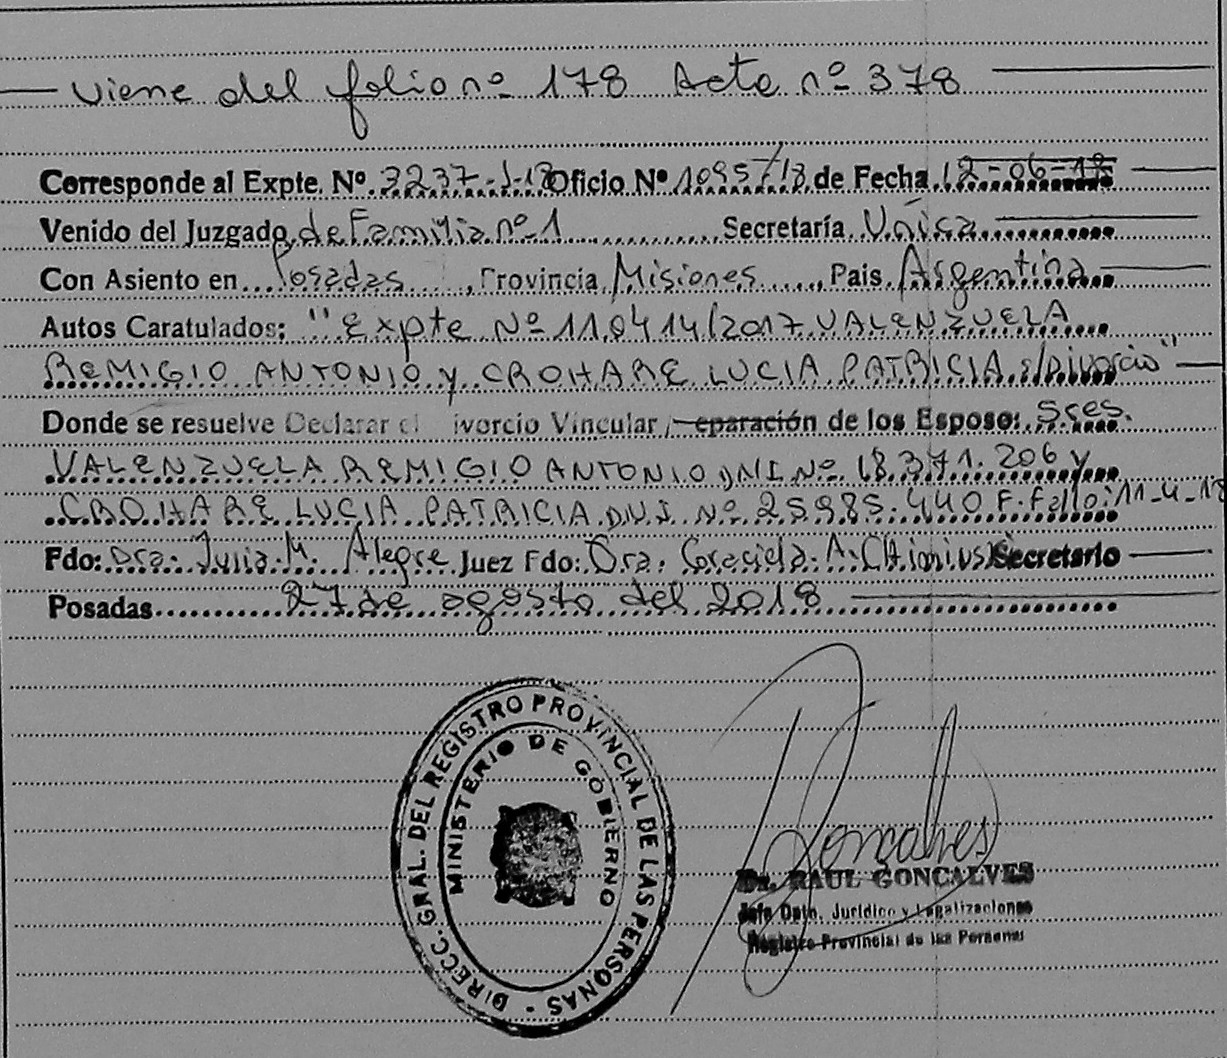 Viene del folio nº 178 Acta nº 378
Corresponde al Expte. Nº 3237-J-18 Oficio Nº 1095/18 de Fecha 12-06-18
Venido del Juzgado de Familia nº 1 Secretaría Única
Con Asiento en Posadas, Provincia Misiones, Pais Argentina
Autos Caratulados: "Expte Nº 110414/2017 VALENZUELA
REMIGIO ANTONIO y CROHARE LUCIA PATRICIA s/Divorcio"
Donde se resuelve Declarar el ivorcio Vincular / eparación de los Esposos Sres.
VALENZUELA REMIGIO ANTONIO DNI Nº 18.371.206 y
CROHARE LUCIA PATRICIA D.N.I. Nº 25985.440 F. Fallo: 11-4-18
Fdo: Dra. Julia M. Alegre Juez Fdo: Dra. Graciela A. Secretario
Posadas 27 de agosto del 2018
DIRECC. GRAL. DEL REGISTRO PROVINCIAL DE LAS PERSONAS -
MINISTERIO DE GOBIERNO
Goncalves
Dr. RAUL GONCALVES
Jefe Dpto. Jurídico y Legalizaciones
Registro Provincial de las Personas